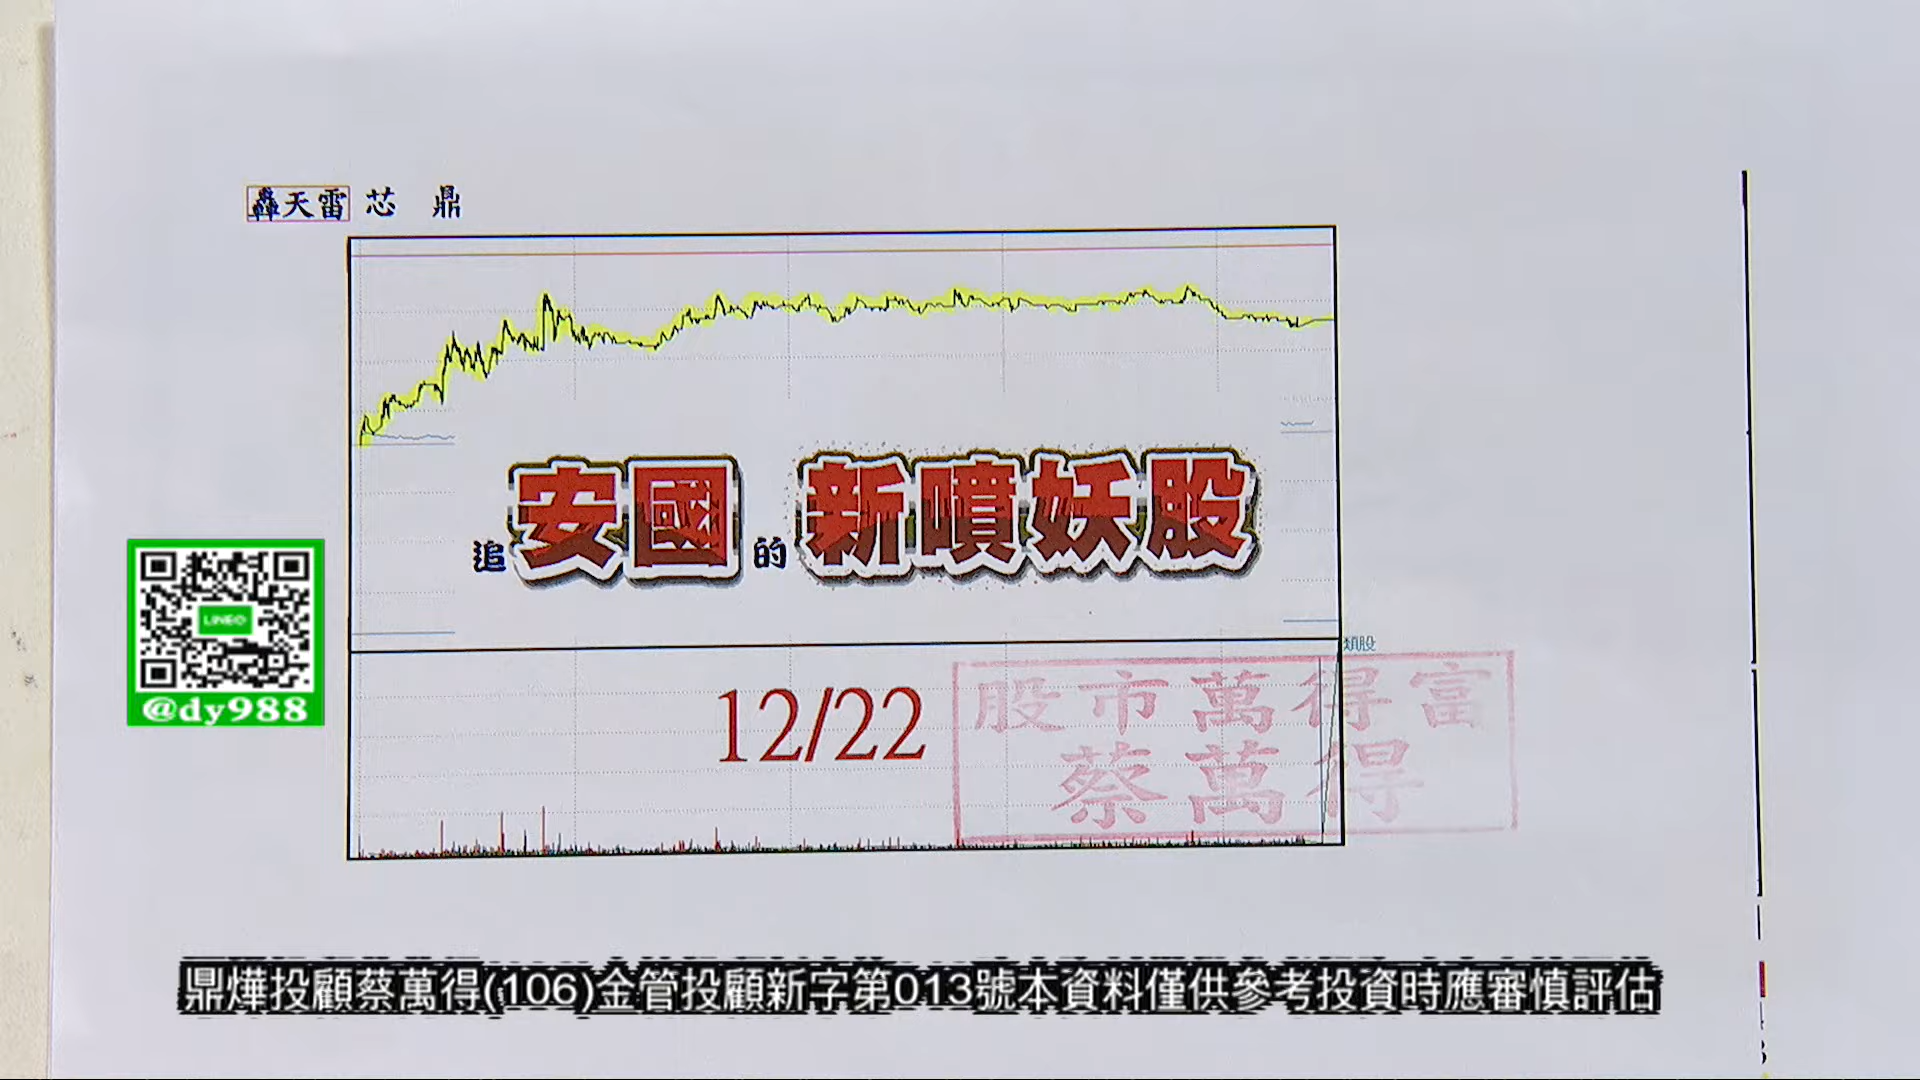 轟天雷 芯 鼎
追安國的新噴妖股
LINE@
@dy988
類股
12/22
股市萬得富
蔡萬得
鼎燁投顧蔡萬得(106)金管投顧新字第013號本資料僅供參考投資時應審慎評估